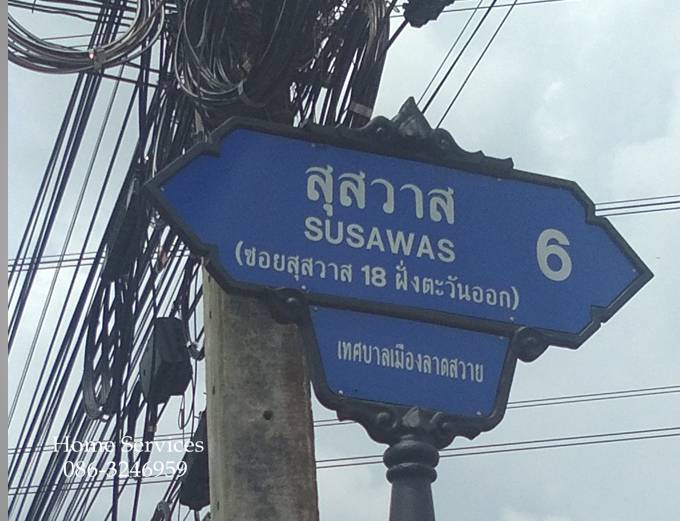 สุสวาส
SUSAWAS
6
(ซอยสุสวาส 18 ฝั่งตะวันออก)
เทศบาลเมืองลาดสวาย
Home Services
086-3246959